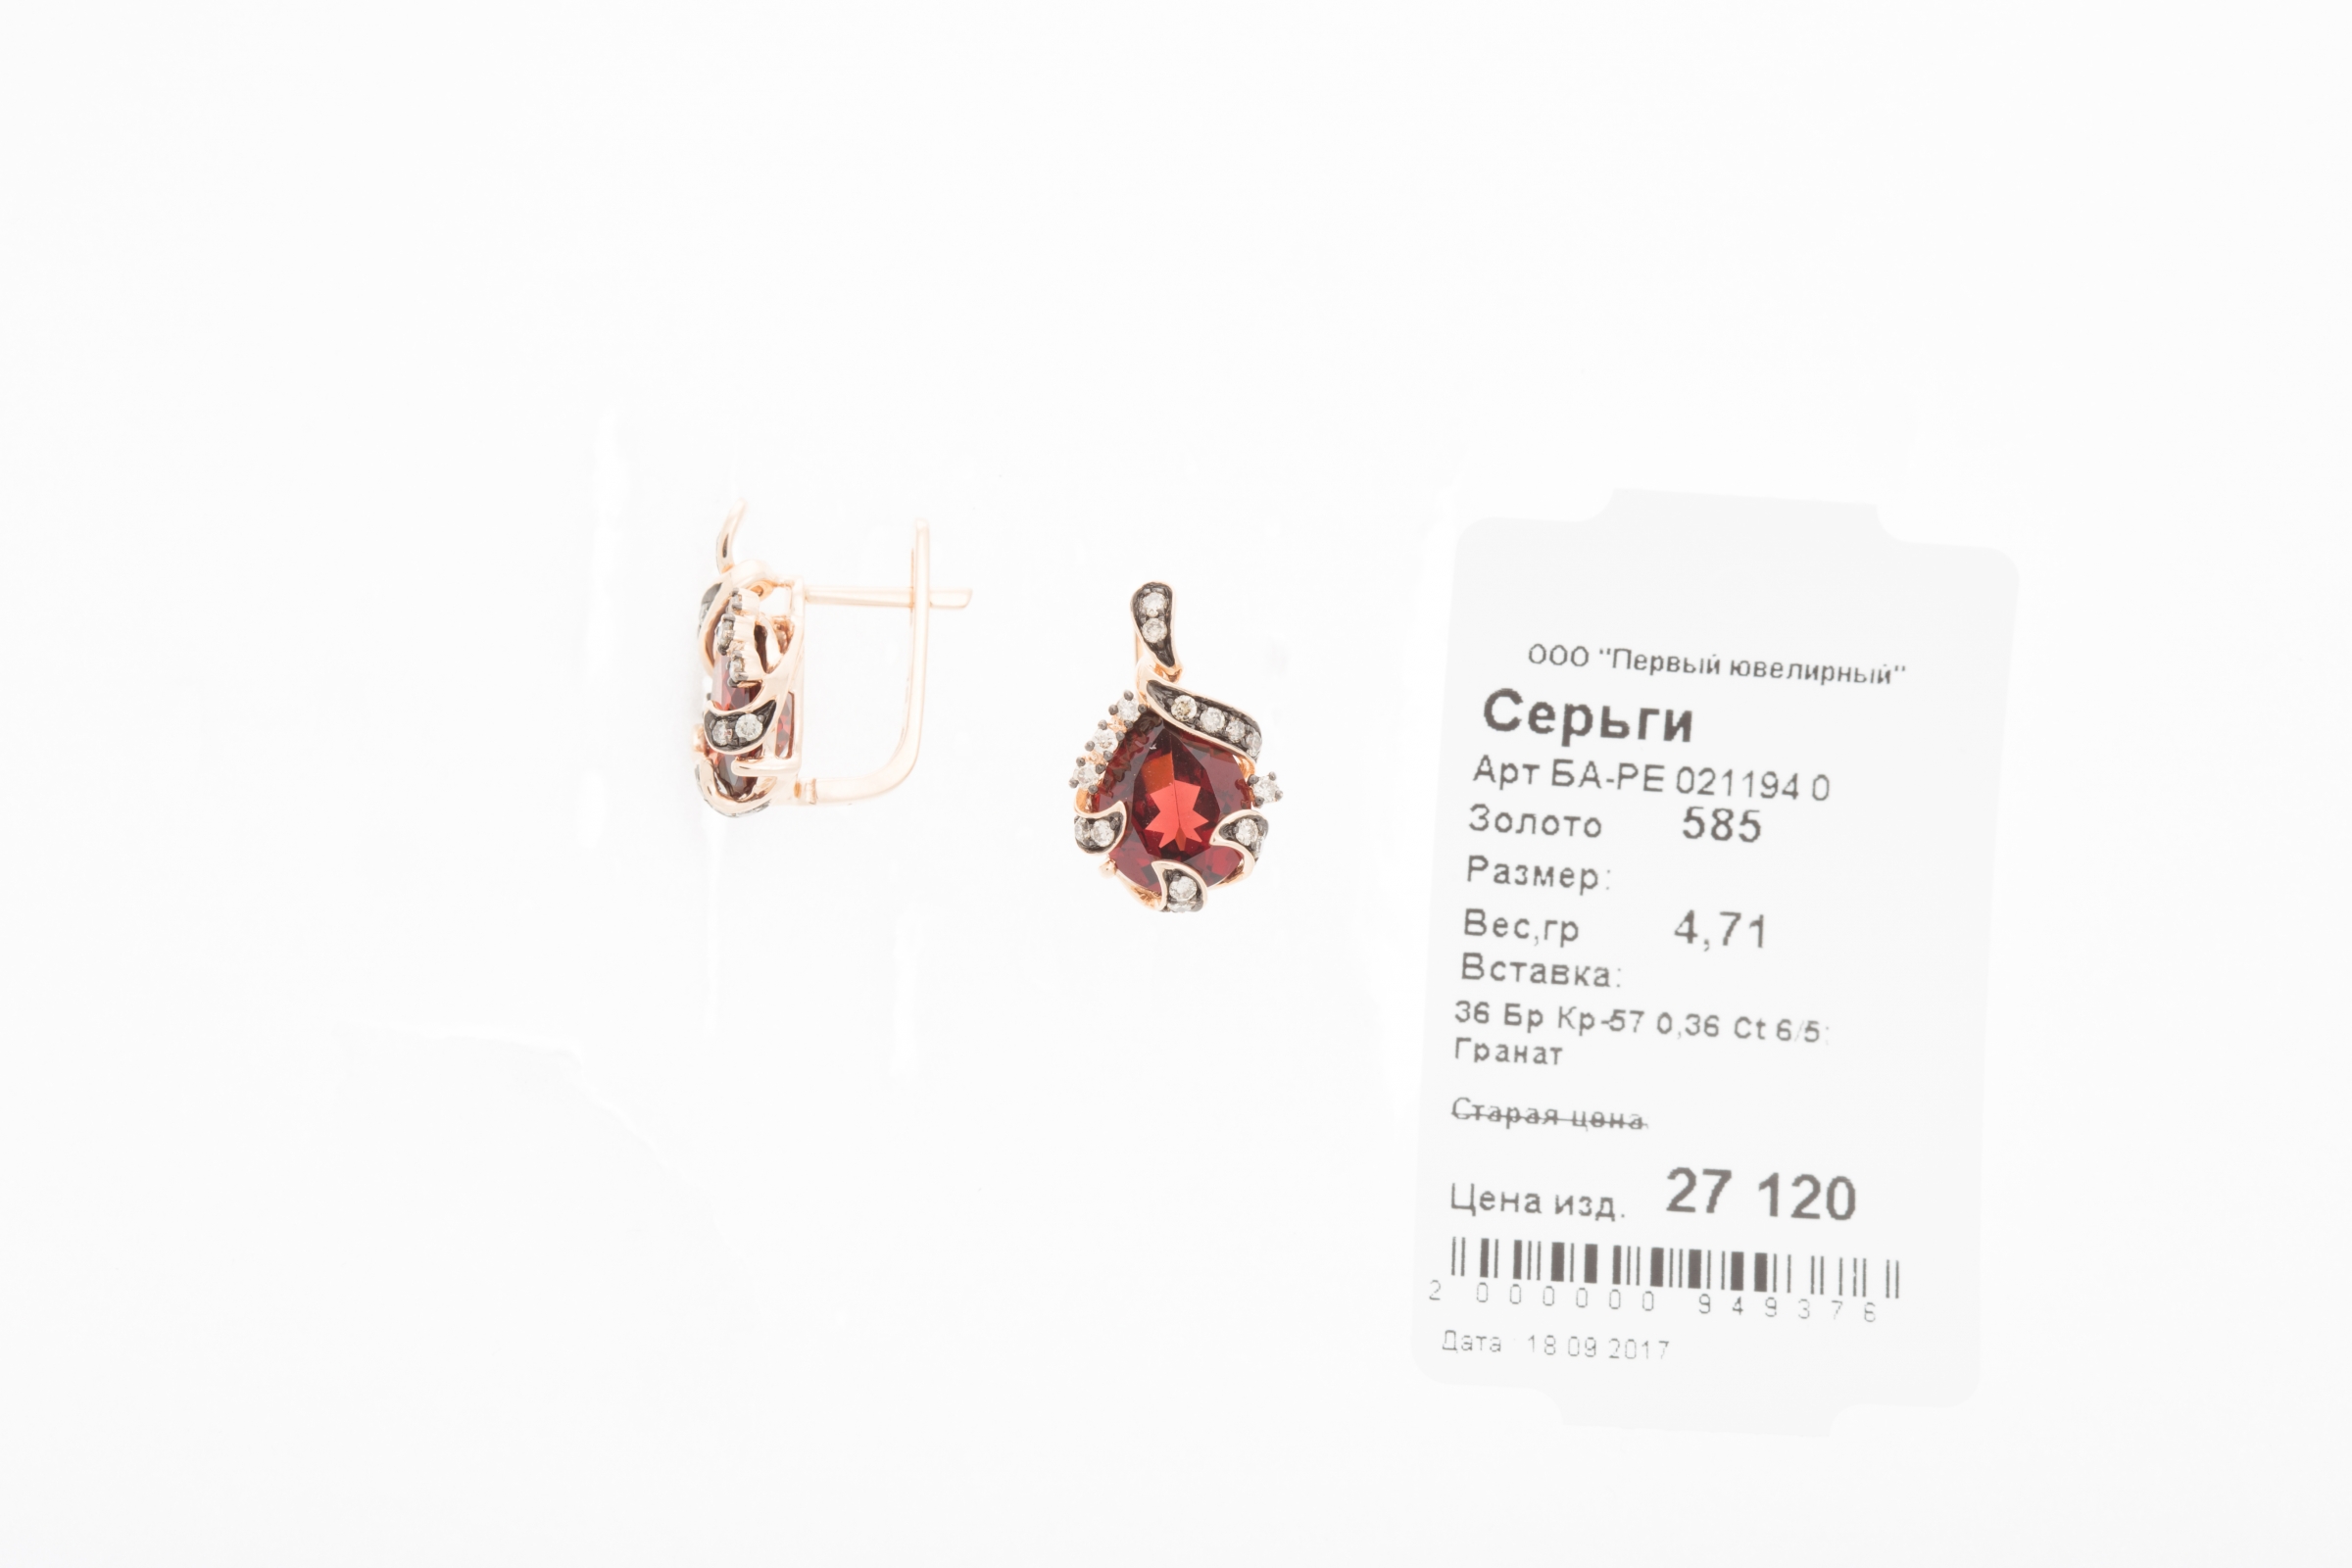 ООО "Первый ювелирный"
Серьги
Арт БА-РЕ 021194 0
Золото 585
Размер:
Вес,гр 4,71
Вставка:
36 Бр Кр-57 0,36 Ct 6/5;
Гранат
Старая цена
Цена изд. 27 120
2 000000 949376
Дата : 18 09 2017